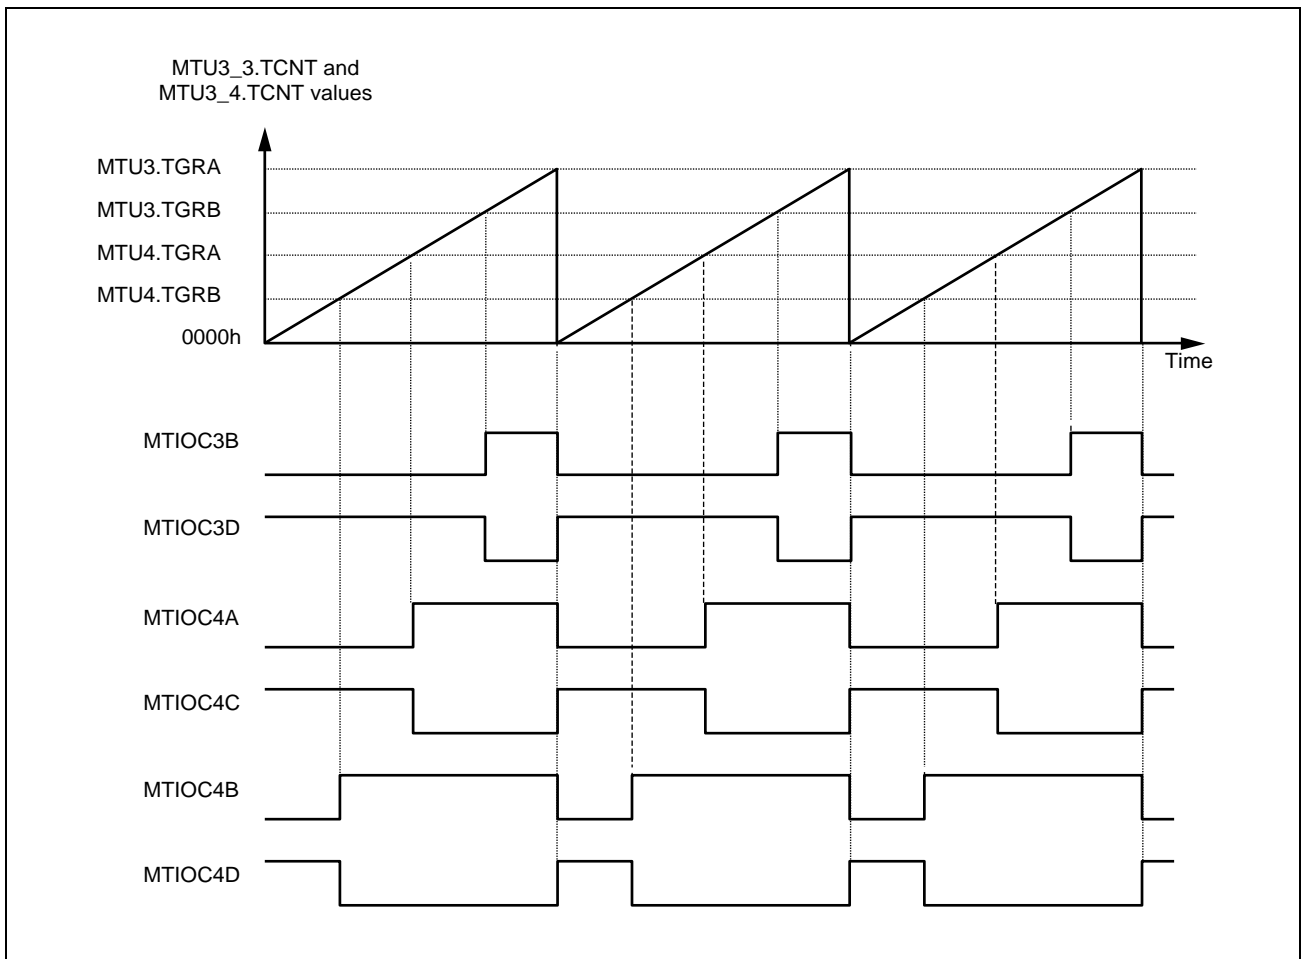 MTU3_3.TCNT and
MTU3_4.TCNT values
MTU3.TGRA
MTU3.TGRB
MTU4.TGRA
MTU4.TGRB
0000h
Time
MTIOC3B
MTIOC3D
MTIOC4A
MTIOC4C
MTIOC4B
MTIOC4D